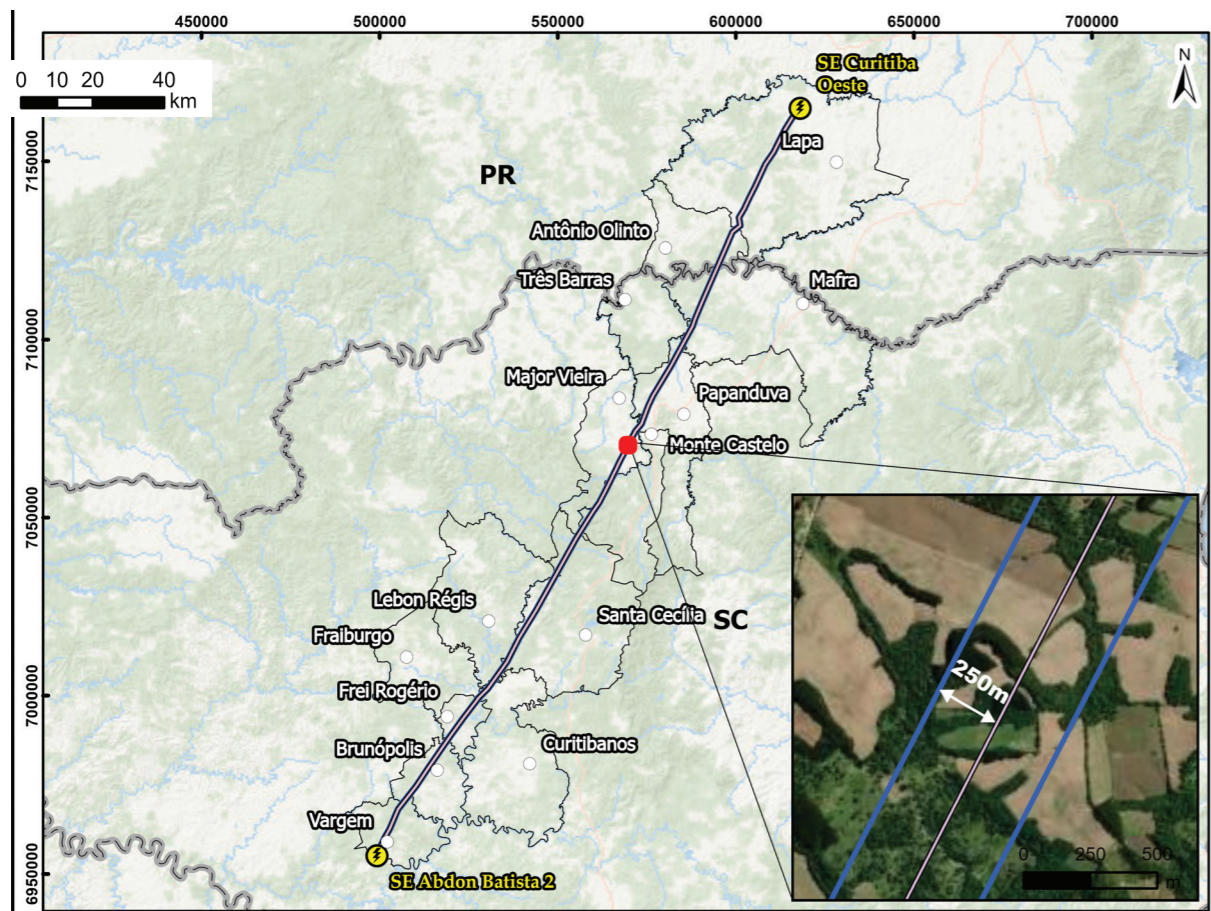 450000
500000
550000
600000
650000
700000
0 10 20 40
km
N
SE Curitiba
Oeste
Lapa
7150000
PR
Antônio Olinto
Três Barras
Mafra
7100000
Major Vieira
Papanduva
Monte Castelo
7050000
Lebon Régis
Santa Cecília
SC
Fraiburgo
Frei Rogério
7000000
250m
Brunópolis
Curitibanos
Vargem
6950000
SE Abdon Batista 2
0 250 500
m